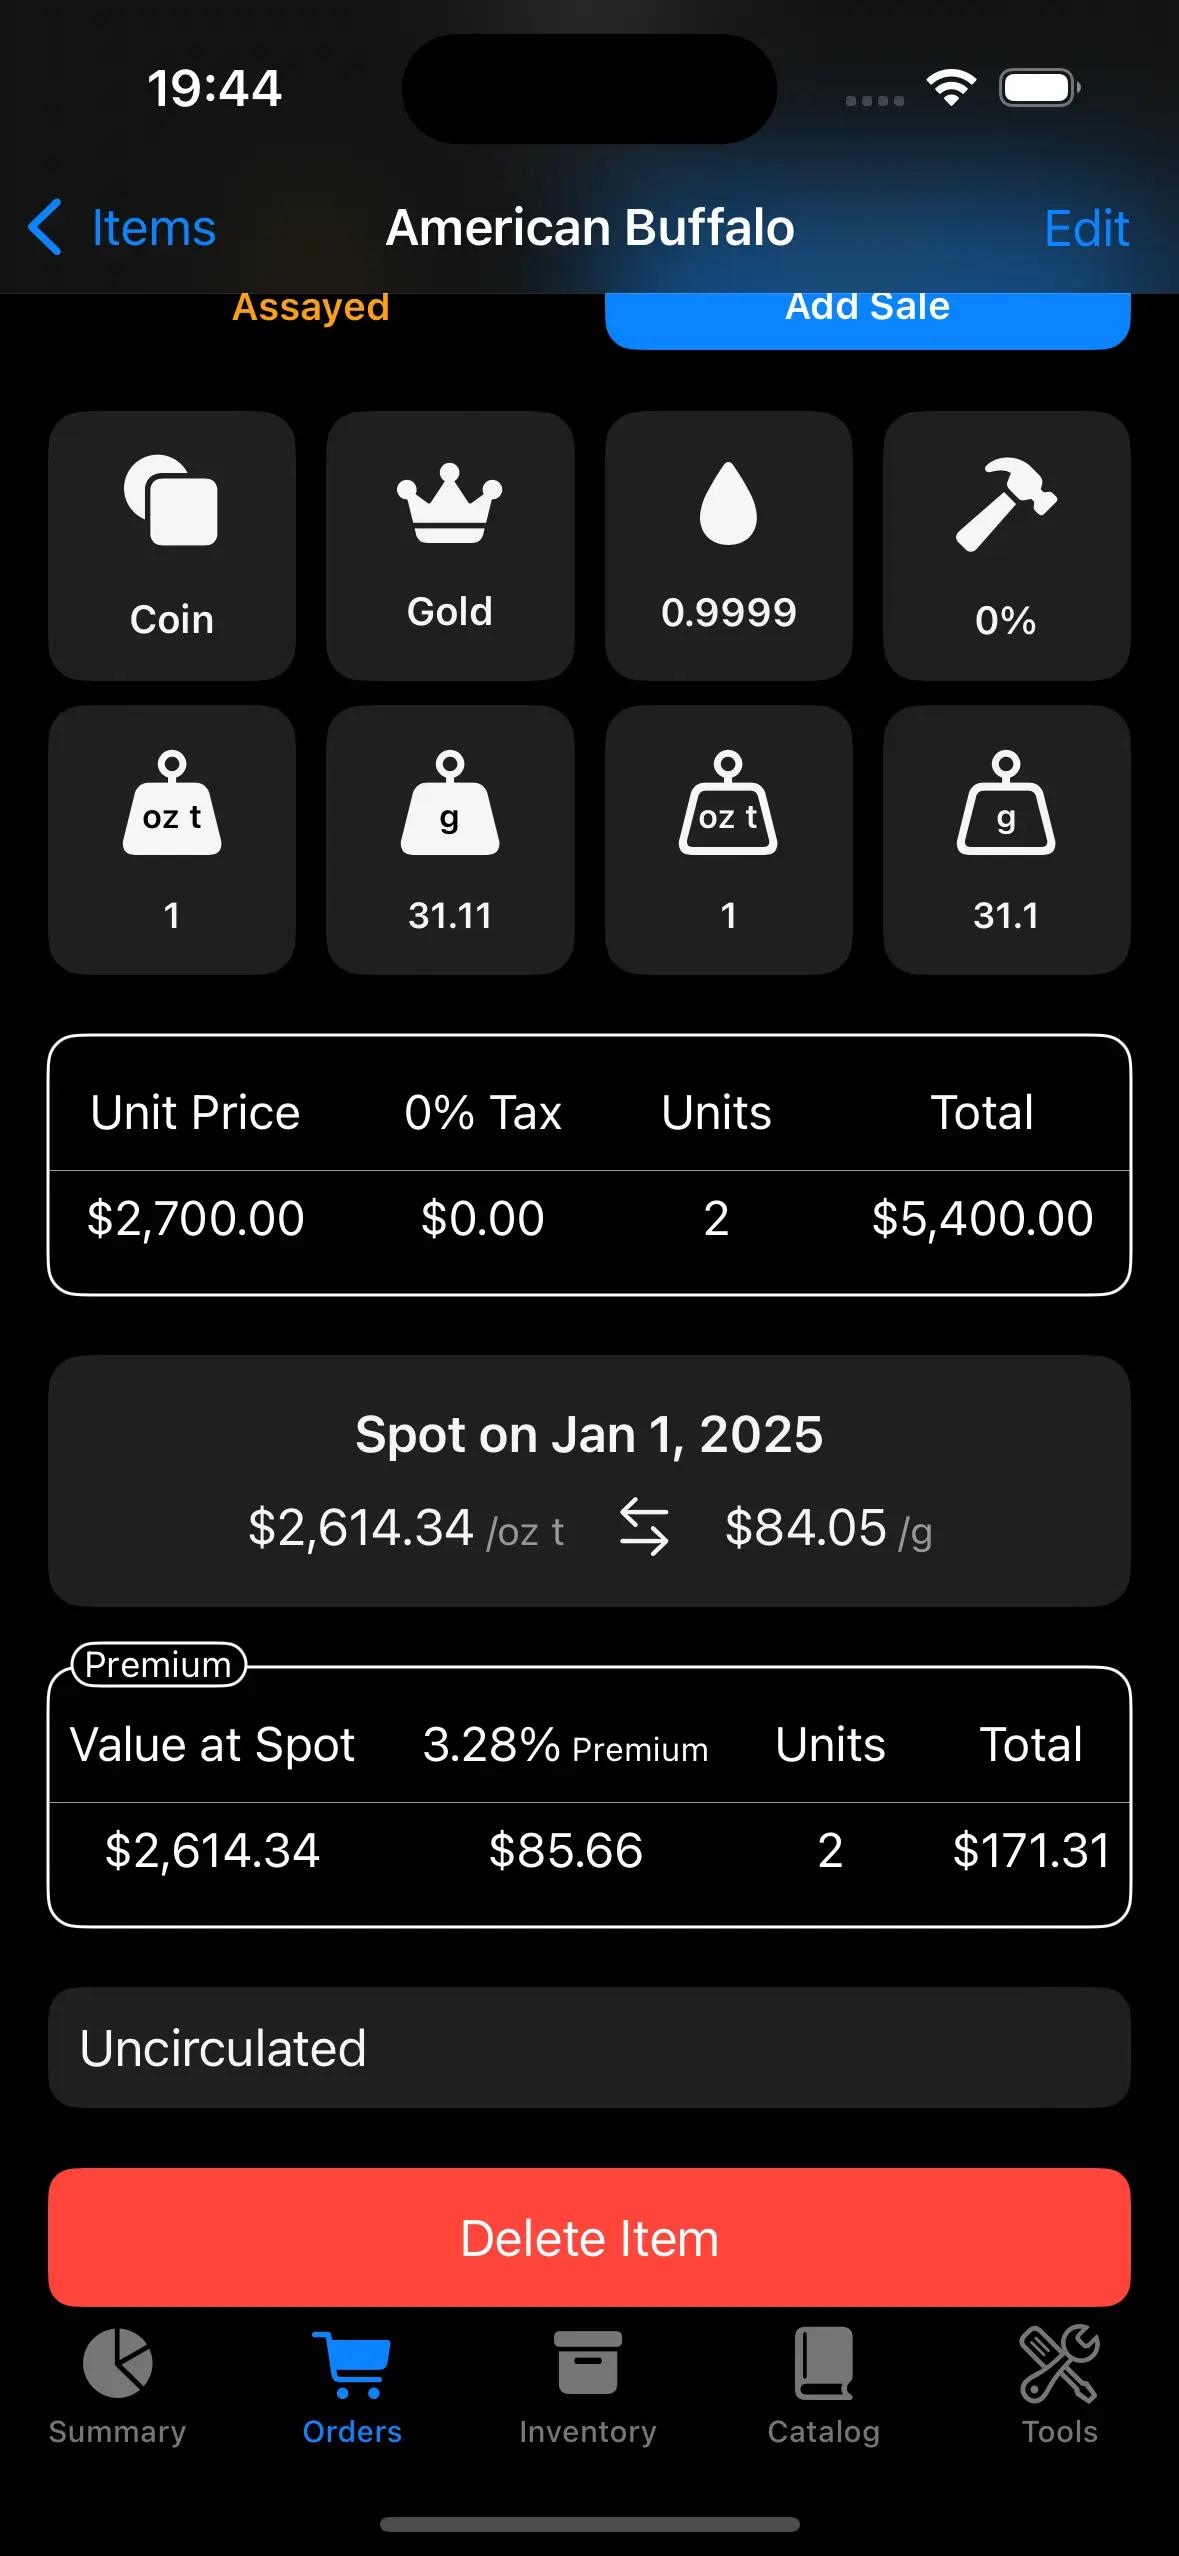 19:44
Items
American Buffalo
Edit
Assayed
Add Sale
Coin
Gold
0.9999
0%
oz t
g
oz t
g
1
31.11
1
31.1
Unit Price
0% Tax
Units
Total
$2,700.00
$0.00
2
$5,400.00
Spot on Jan 1, 2025
$2,614.34 /oz t
$84.05 /g
Premium
Value at Spot
3.28% Premium
Units
Total
$2,614.34
$85.66
2
$171.31
Uncirculated
Delete Item
Summary
Orders
Inventory
Catalog
Tools